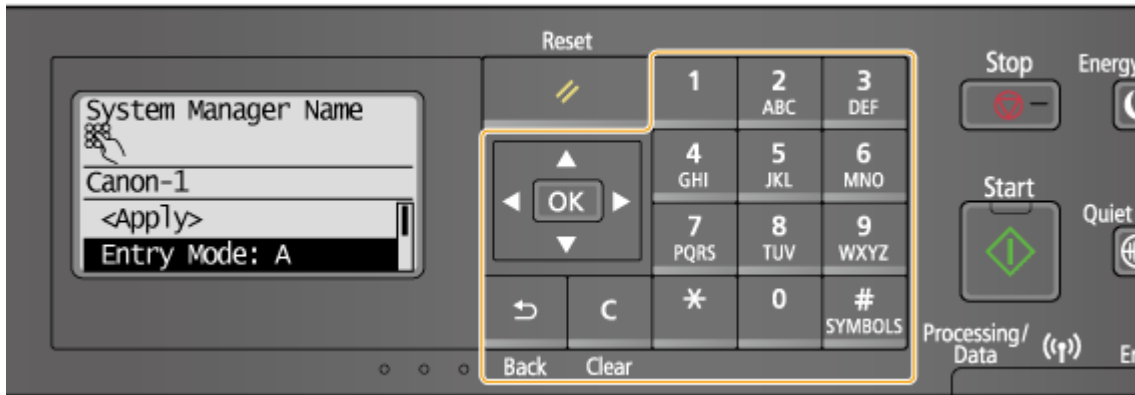 Reset
System Manager Name
Canon-1
<Apply>
Entry Mode: A
OK
Back
C
Clear
1
2
ABC
3
DEF
4
GHI
5
JKL
6
MNO
7
PQRS
8
TUV
9
WXYZ
*
0
#
SYMBOLS
Stop
Energy
Start
Quiet
Processing/
Data